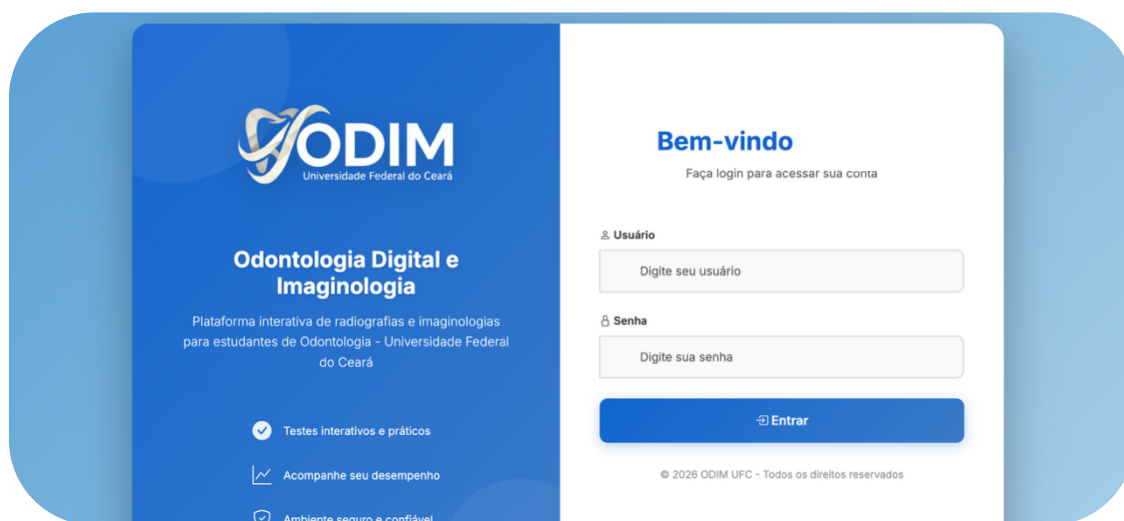 ODIM
Universidade Federal do Ceará
Odontologia Digital e
Imaginologia
Plataforma interativa de radiografias e imaginologias
para estudantes de Odontologia - Universidade Federal
do Ceará
Testes interativos e práticos
Acompanhe seu desempenho
Ambiente seguro e confiável
Bem-vindo
Faça login para acessar sua conta
Usuário
Digite seu usuário
Senha
Digite sua senha
Entrar
© 2026 ODIM UFC - Todos os direitos reservados